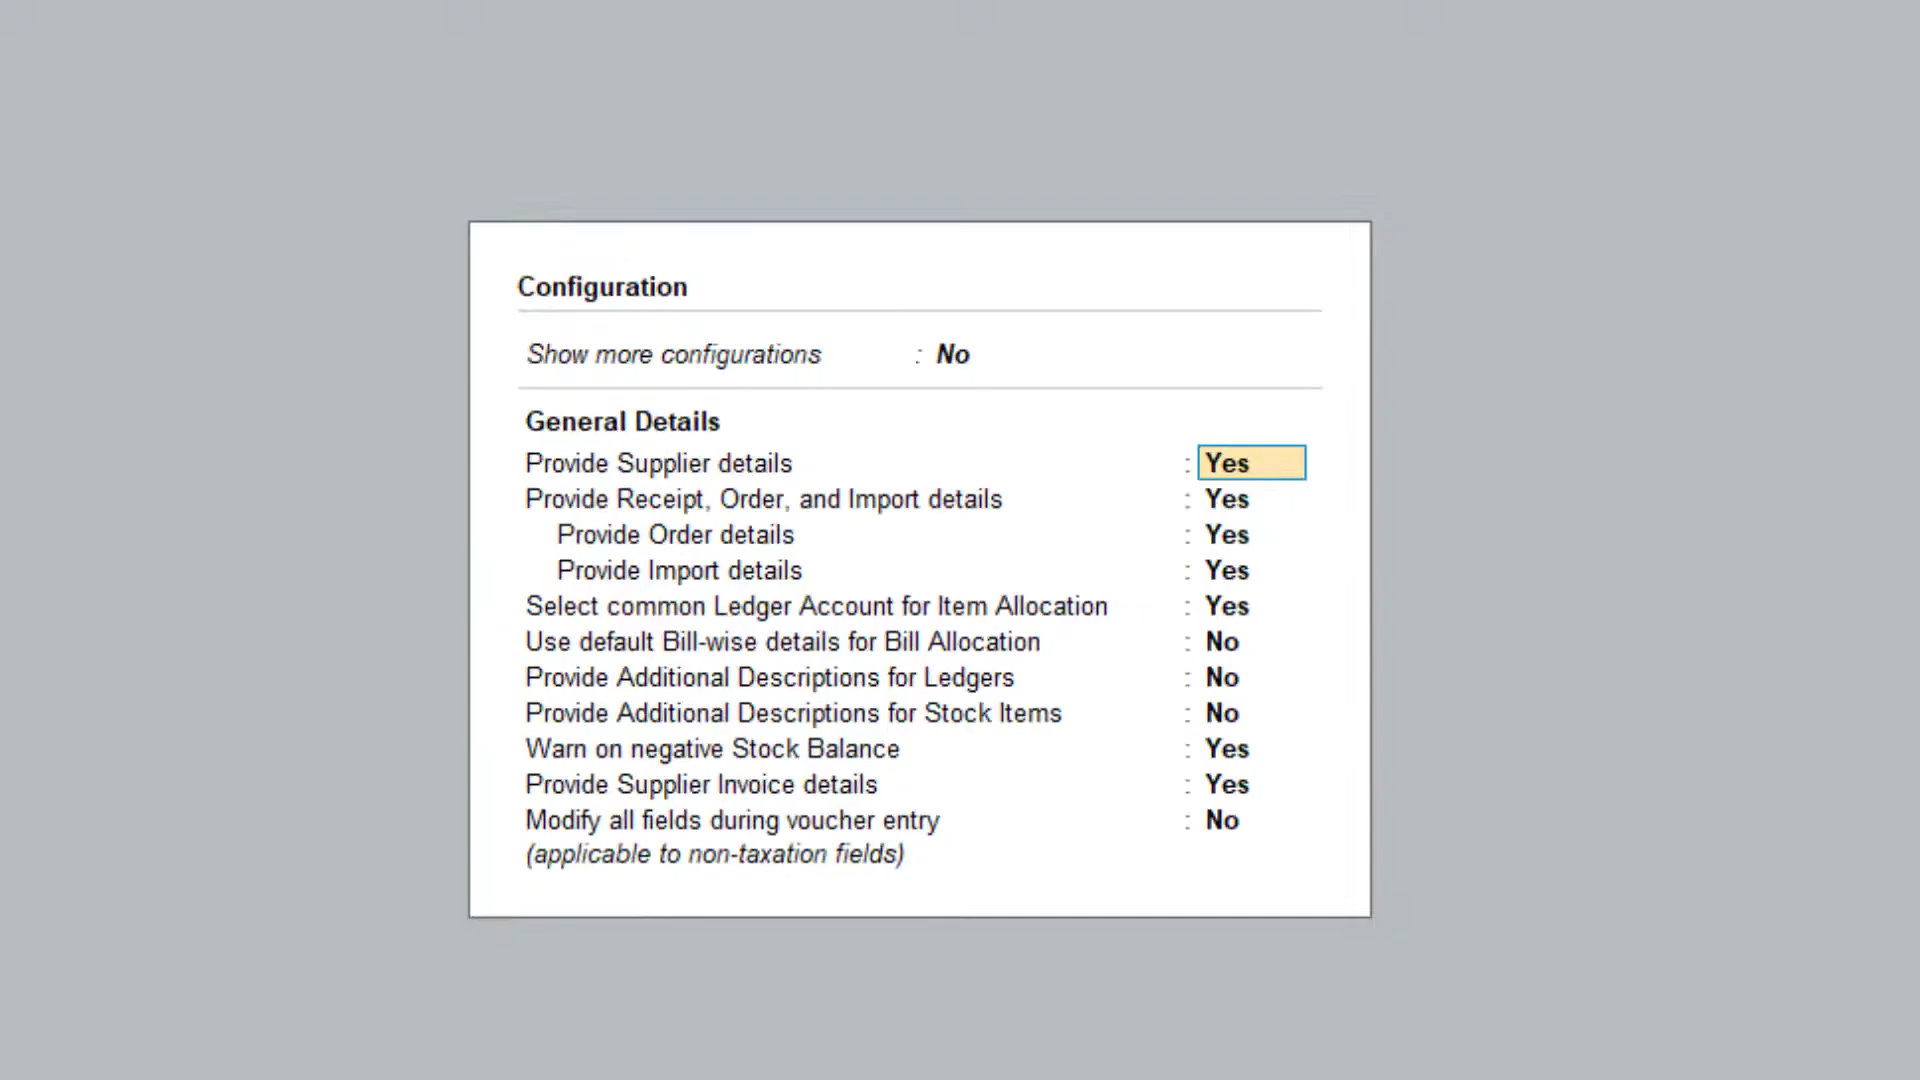 Configuration
Show more configurations : No
General Details
Provide Supplier details : Yes
Provide Receipt, Order, and Import details : Yes
Provide Order details : Yes
Provide Import details : Yes
Select common Ledger Account for Item Allocation : Yes
Use default Bill-wise details for Bill Allocation : No
Provide Additional Descriptions for Ledgers : No
Provide Additional Descriptions for Stock Items : No
Warn on negative Stock Balance : Yes
Provide Supplier Invoice details : Yes
Modify all fields during voucher entry : No
(applicable to non-taxation fields)